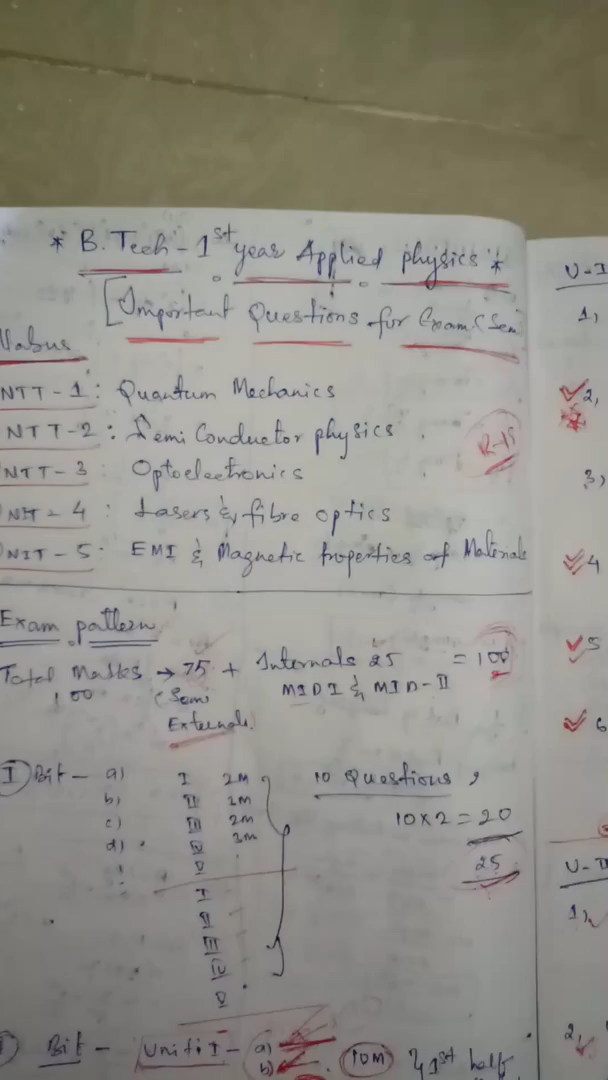 * B. Tech - 1st year Applied physics *
[Important Questions for Exam (Sem
llabus
NIT - 1 : Quantum Mechanics
NIT - 2 : Semi Conductor physics
R-18
NIT - 3 : Optoelectronics
NIT - 4 : Lasers & fibre optics
NIT - 5 : EMI & Magnetic properties of Materials
Exam pattern
Total Marks → 75 + Internals 25 = 100
100 (Sem MID I & MID - II
Externals)
I Bit - a) I 2M 10 Questions,
b) II 2M
c) III 2M 10 x 2 = 20
d) IV 2M
V 25
I
II
III
IV
V
Bit - Unit I - a) 10M } 1st half
b)
U - I
1)
2,
3)
4
5
6
U - II
1)
2,